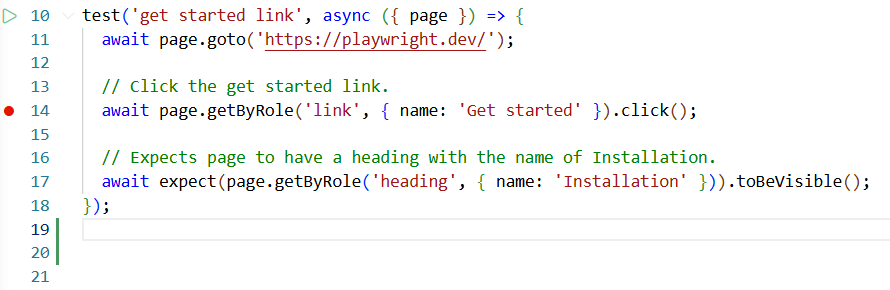 10 test('get started link', async ({ page }) => {
11 await page.goto('https://playwright.dev/');
12
13 // Click the get started link.
14 await page.getByRole('link', { name: 'Get started' }).click();
15
16 // Expects page to have a heading with the name of Installation.
17 await expect(page.getByRole('heading', { name: 'Installation' })).toBeVisible();
18 });
19
20
21